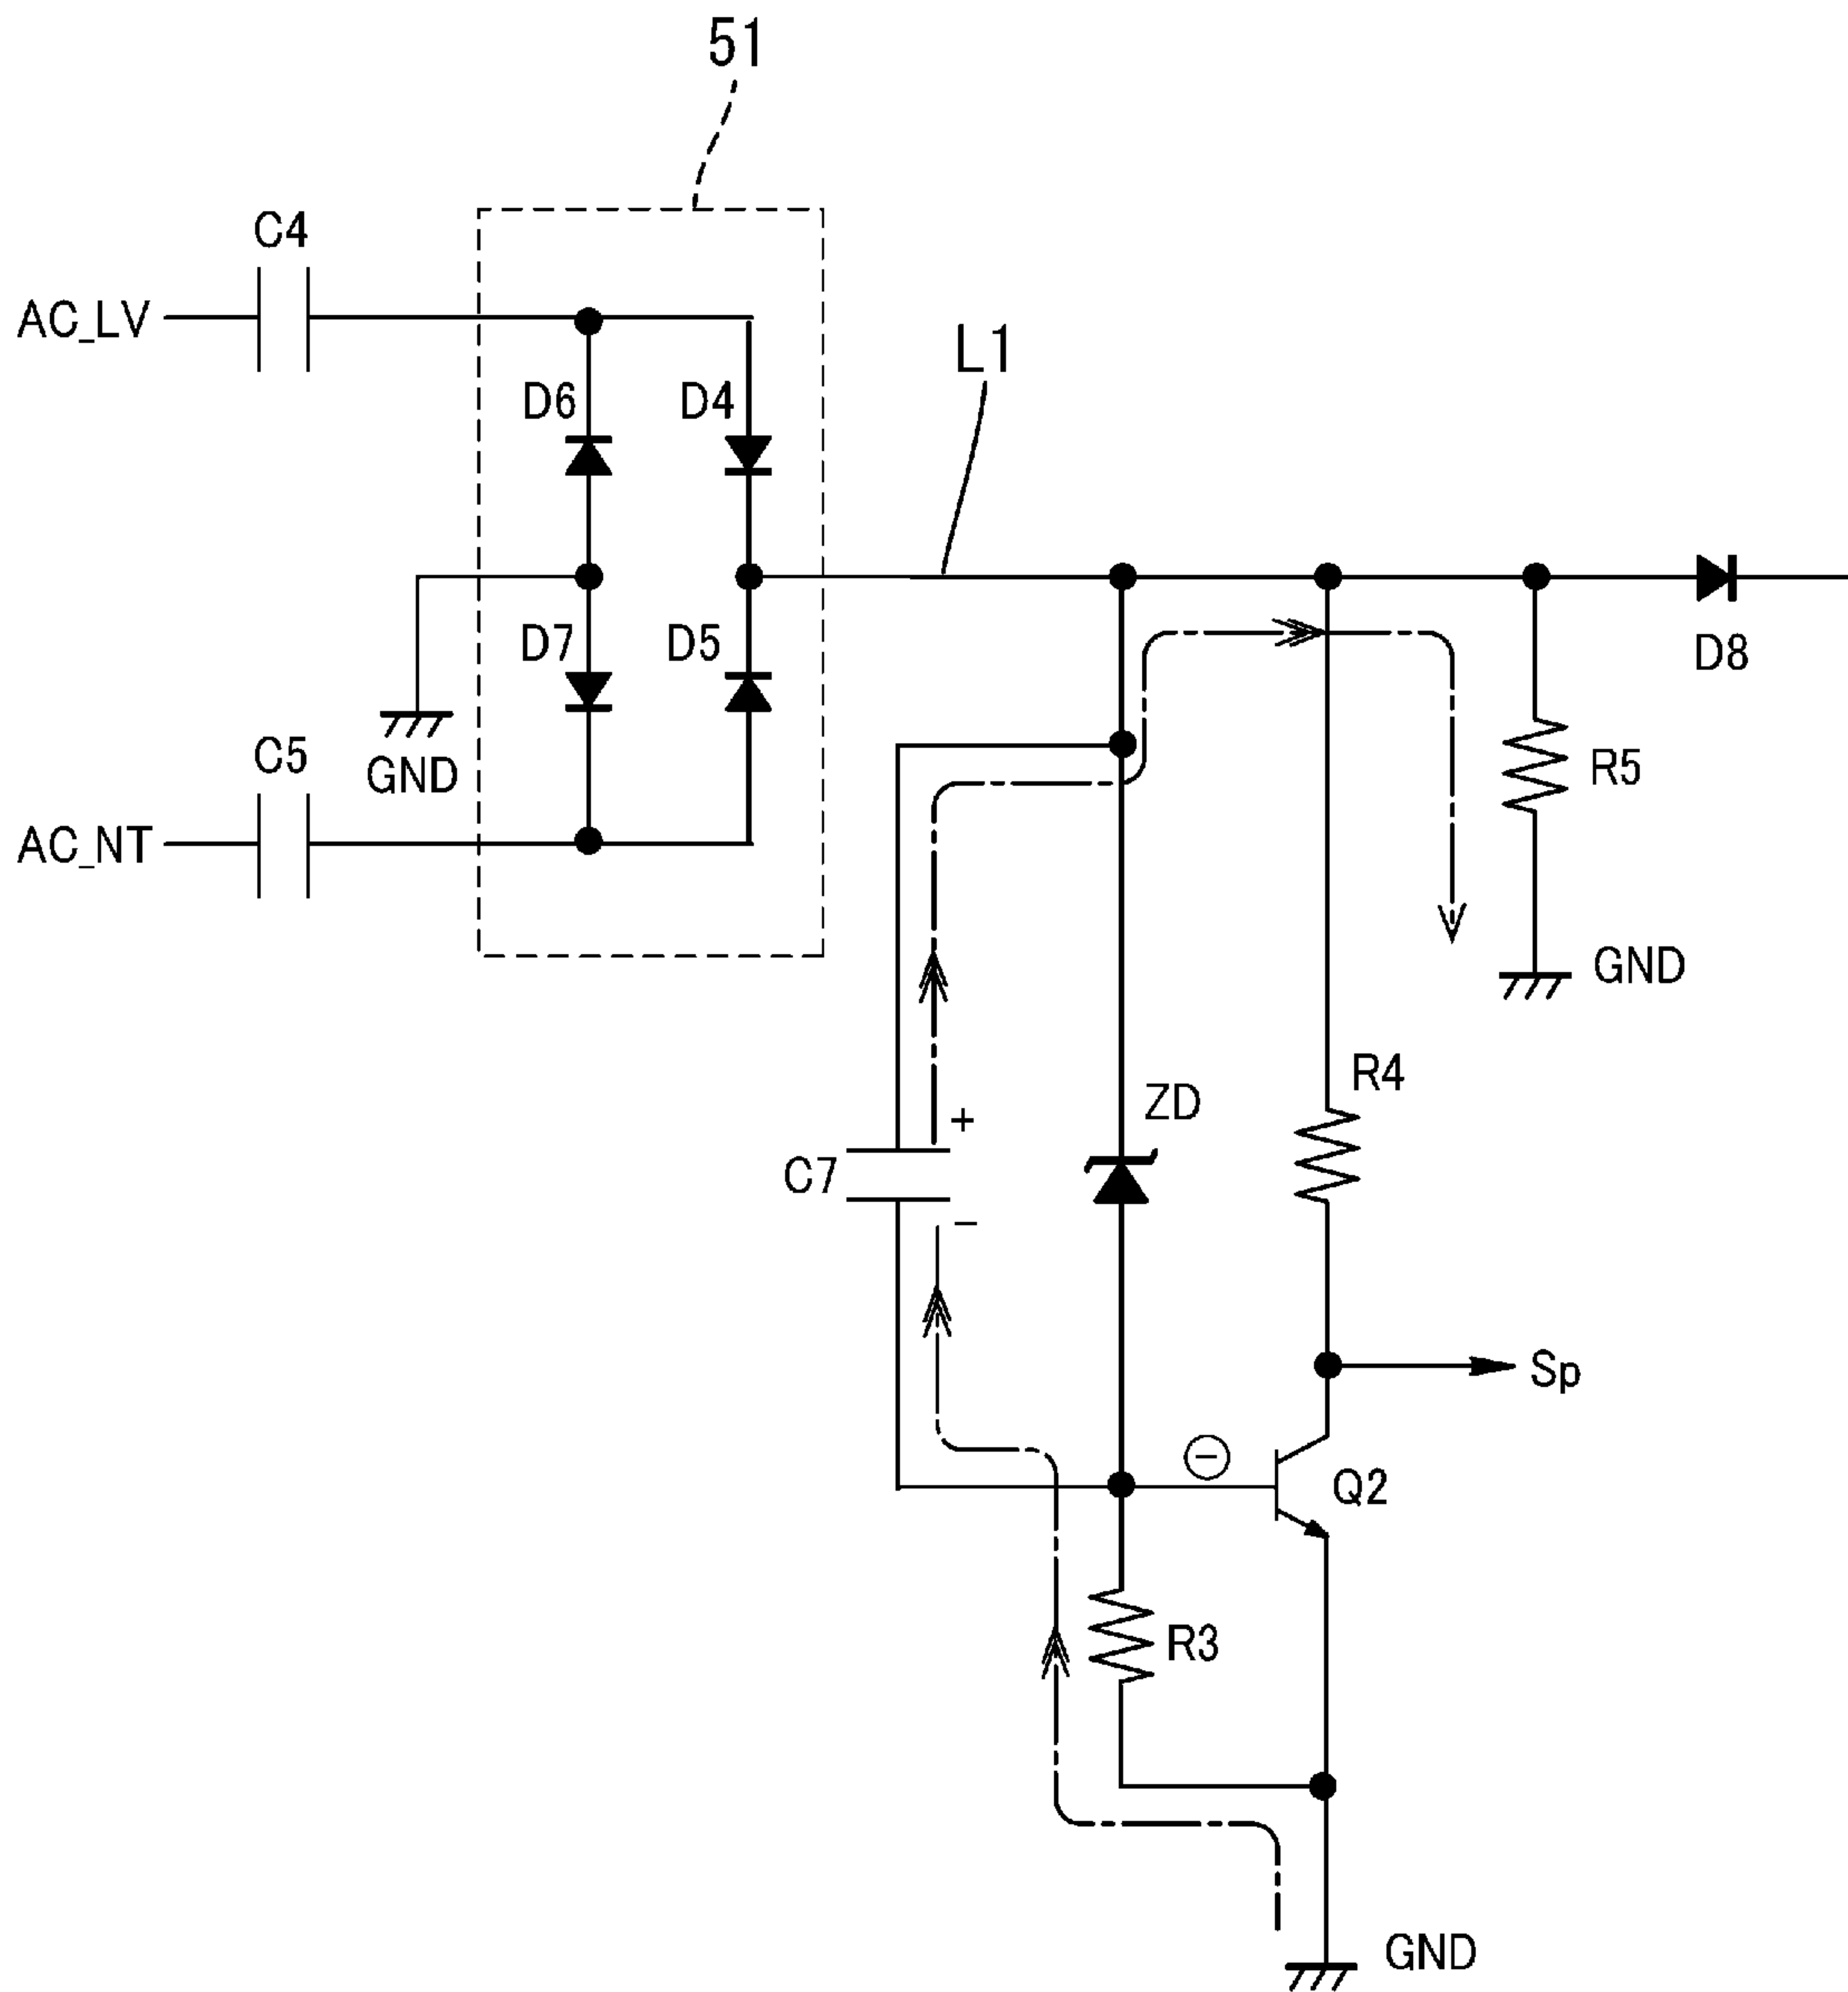 51
C4
AC_LV
L1
D6
D4
D7
D5
D8
C5
GND
R5
AC_NT
GND
R4
ZD
+
C7
−
Sp
−
Q2
R3
GND